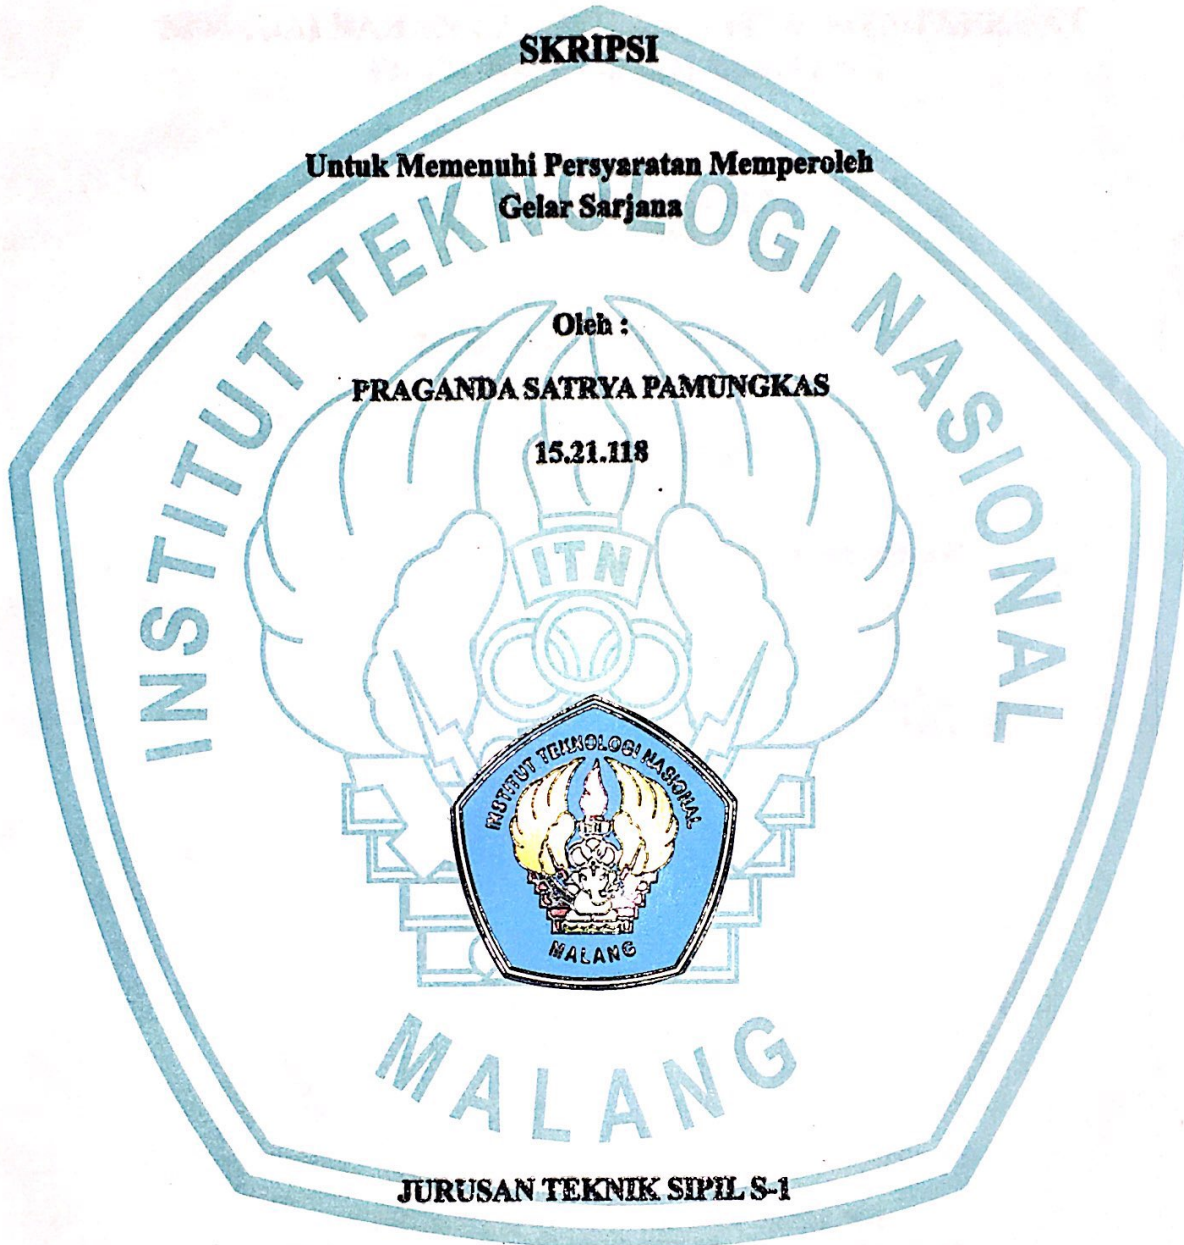 SKRIPSI
Untuk Memenuhi Persyaratan Memperoleh
Gelar Sarjana
Oleh :
PRAGANDA SATRYA PAMUNGKAS
15.21.118
INSTITUT TEKNOLOGI NASIONAL
ITN
INSTITUT TEKNOLOGI NASIONAL
ITN
MALANG
MALANG
JURUSAN TEKNIK SIPIL S-1